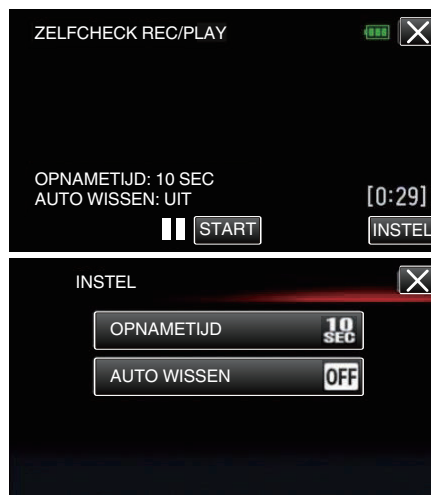 ZELFCHECK REC/PLAY
OPNAMETIJD: 10 SEC
AUTO WISSEN: UIT
[0:29]
START
INSTEL
INSTEL
OPNAMETIJD 10 SEC
AUTO WISSEN OFF